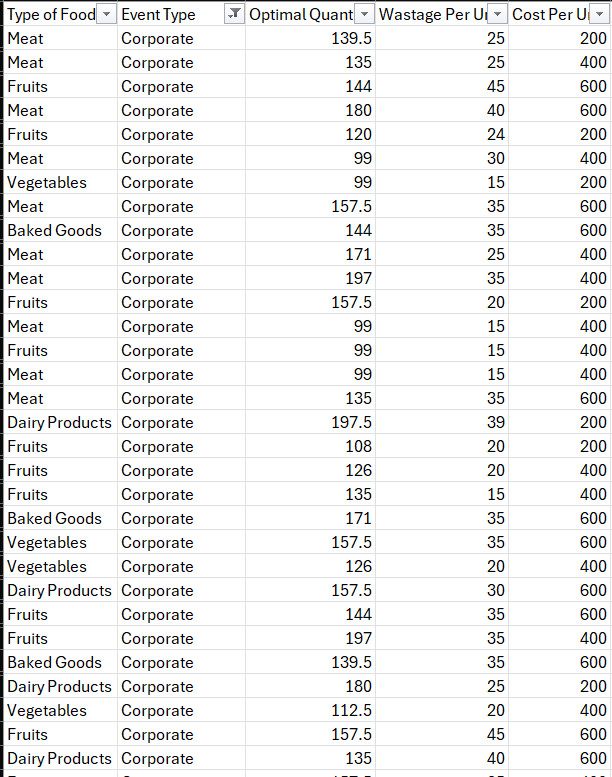 Type of Food Event Type Optimal Quant Wastage Per Un Cost Per Un
Meat Corporate 139.5 25 200
Meat Corporate 135 25 400
Fruits Corporate 144 45 600
Meat Corporate 180 40 600
Fruits Corporate 120 24 200
Meat Corporate 99 30 400
Vegetables Corporate 99 15 200
Meat Corporate 157.5 35 600
Baked Goods Corporate 144 35 600
Meat Corporate 171 25 400
Meat Corporate 197 35 400
Fruits Corporate 157.5 20 200
Meat Corporate 99 15 400
Fruits Corporate 99 15 400
Meat Corporate 99 15 400
Meat Corporate 135 35 600
Dairy Products Corporate 197.5 39 200
Fruits Corporate 108 20 200
Fruits Corporate 126 20 400
Fruits Corporate 135 15 400
Baked Goods Corporate 171 35 600
Vegetables Corporate 157.5 35 600
Vegetables Corporate 126 20 400
Dairy Products Corporate 157.5 30 600
Fruits Corporate 144 35 600
Fruits Corporate 197 35 400
Baked Goods Corporate 139.5 35 600
Dairy Products Corporate 180 25 200
Vegetables Corporate 112.5 20 400
Fruits Corporate 157.5 45 600
Dairy Products Corporate 135 40 600